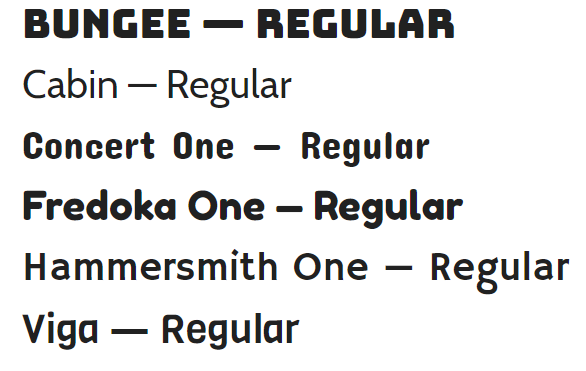 BUNGEE — REGULAR
Cabin — Regular
Concert One — Regular
Fredoka One — Regular
Hammersmith One — Regular
Viga — Regular